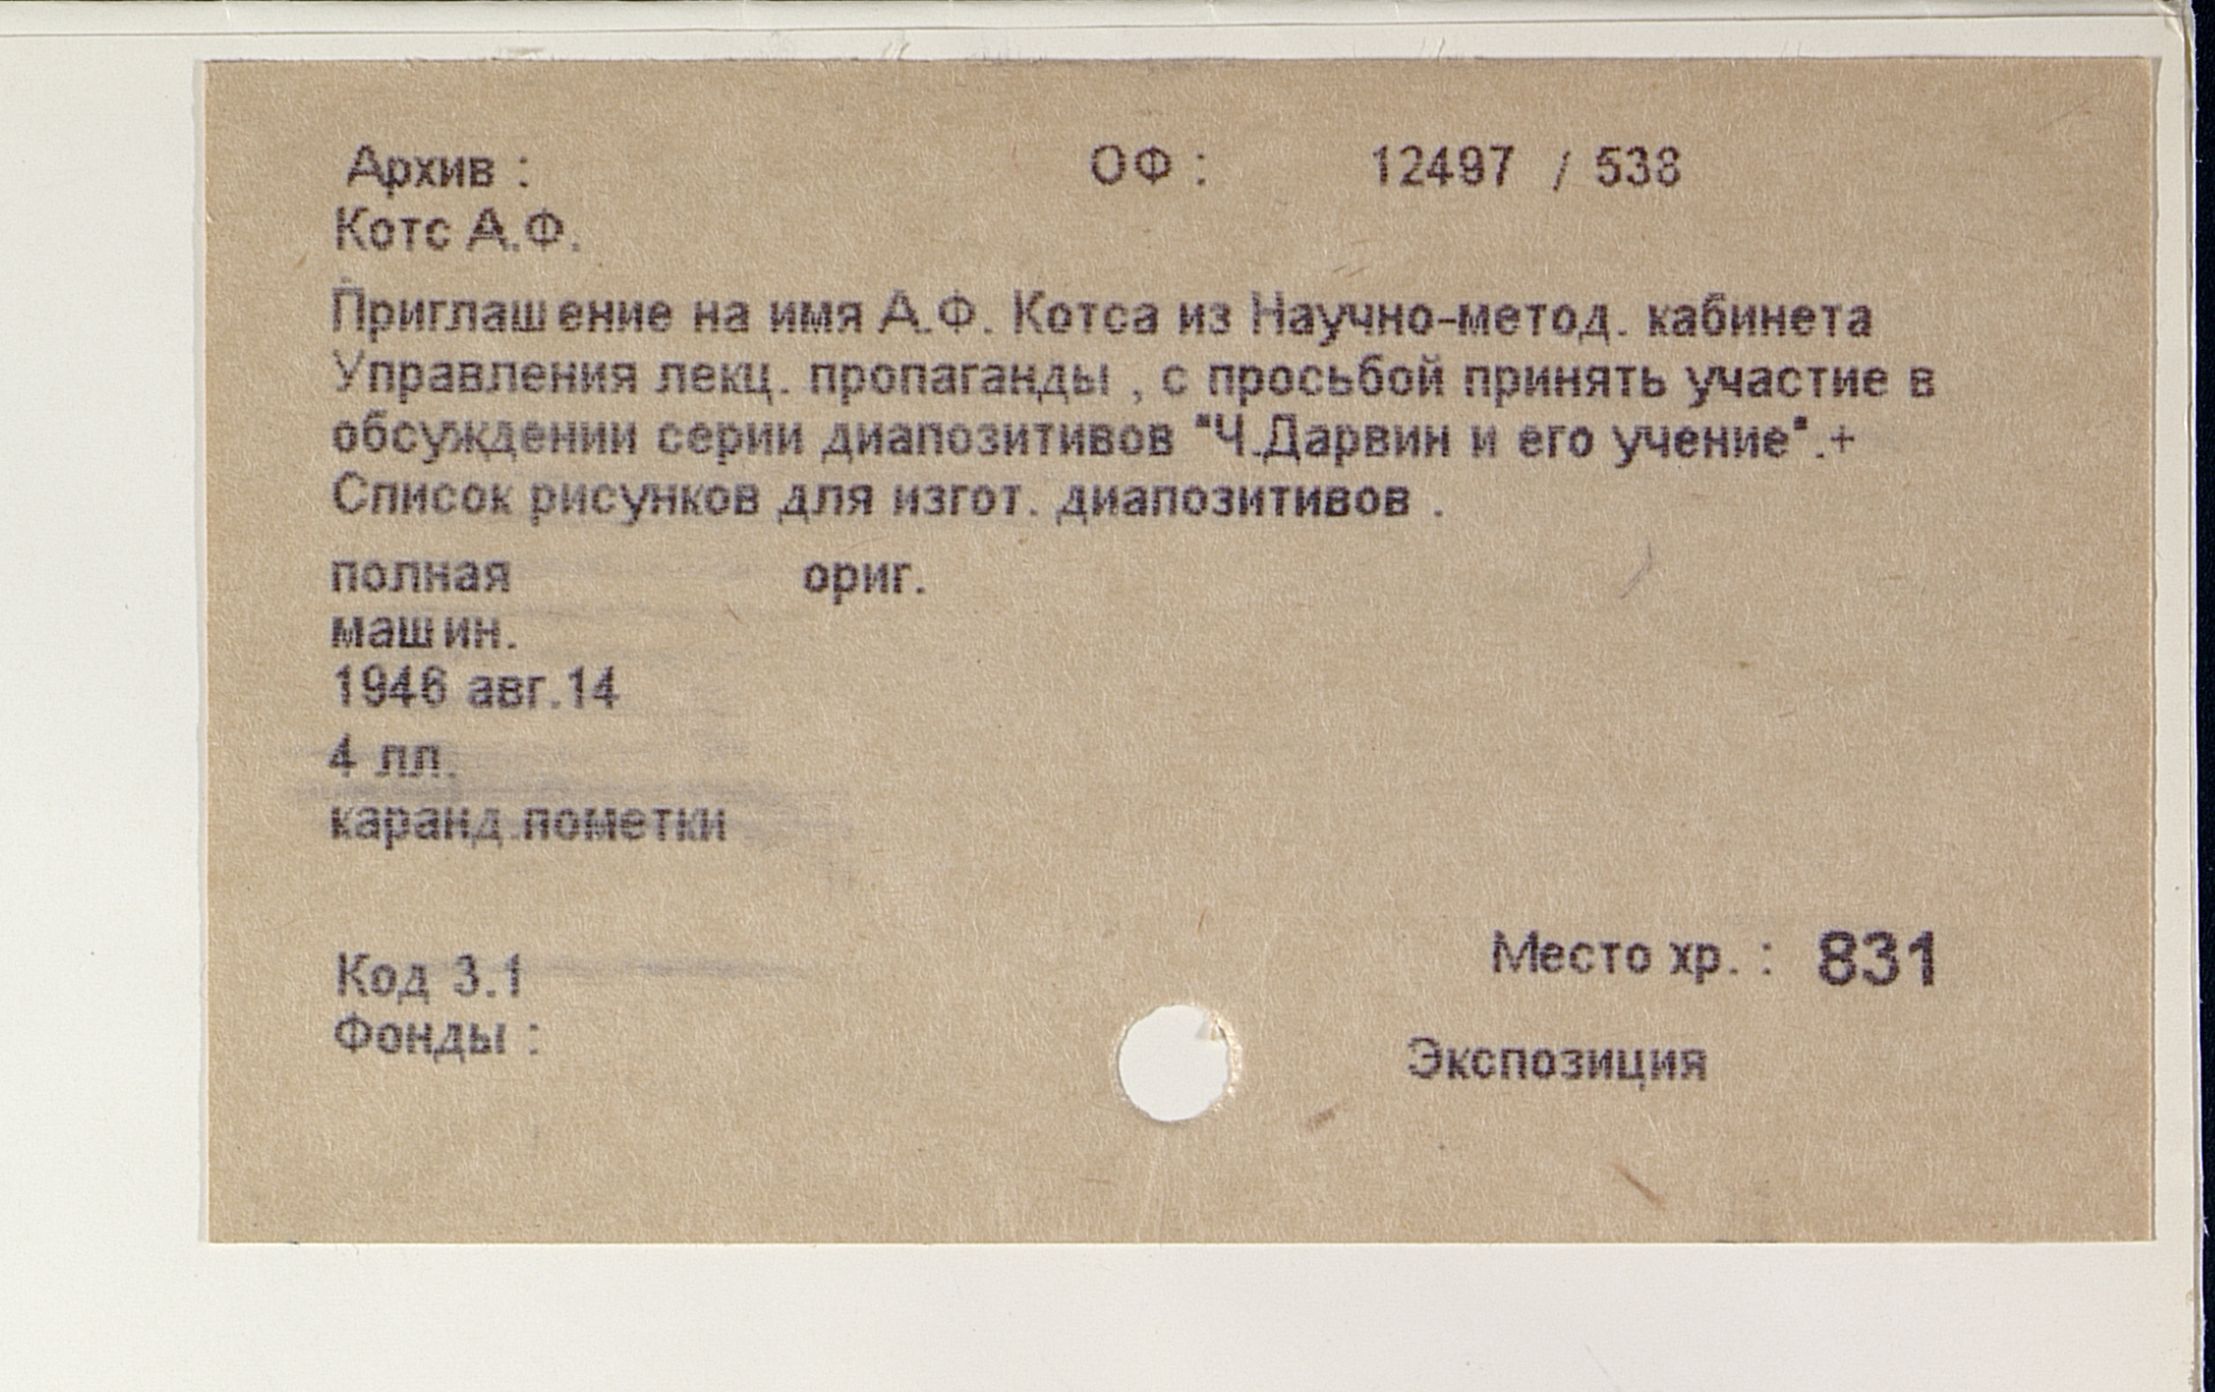 Архив : ОФ : 12497 / 538
Котс А.Ф.
Приглашение на имя А.Ф. Котса из Научно-метод. кабинета
Управления лекц. пропаганды , с просьбой принять участие в
обсуждении серии диапозитивов "Ч.Дарвин и его учение".+
Список рисунков для изгот. диапозитивов .
полная ориг.
машин.
1946 авг.14
4 лл.
каранд.пометки
Место хр. : 831
Код 3.1
Фонды :
Экспозиция